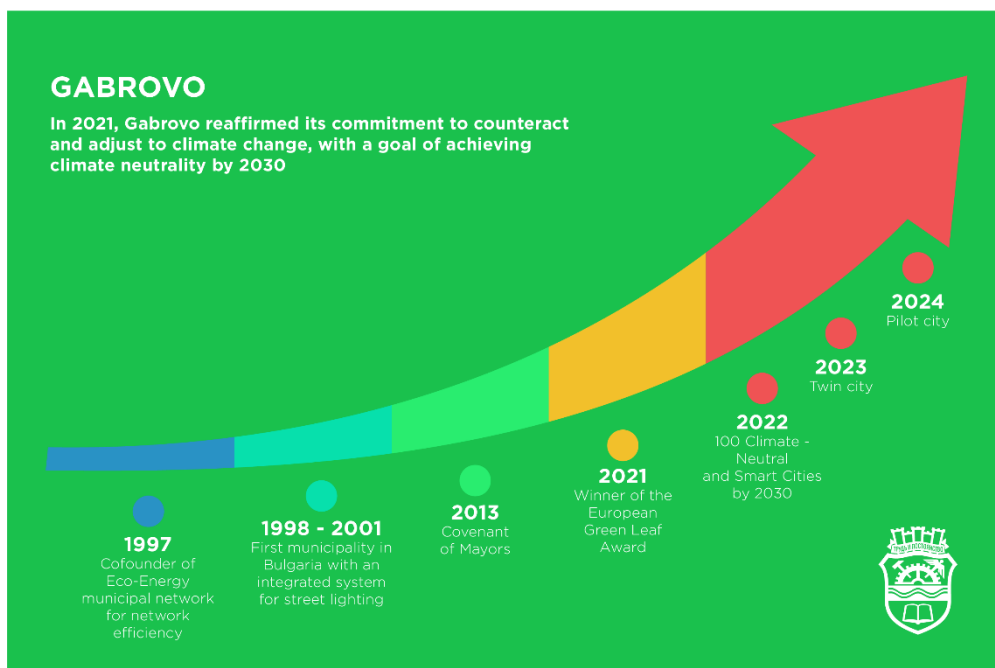 GABROVO
In 2021, Gabrovo reaffirmed its commitment to counteract
and adjust to climate change, with a goal of achieving
climate neutrality by 2030
1997
Cofounder of
Eco-Energy
municipal network
for network
efficiency
1998 - 2001
First municipality in
Bulgaria with an
integrated system
for street lighting
2013
Covenant
of Mayors
2021
Winner of the
European
Green Leaf
Award
2022
100 Climate -
Neutral
and Smart Cities
by 2030
2023
Twin city
2024
Pilot city